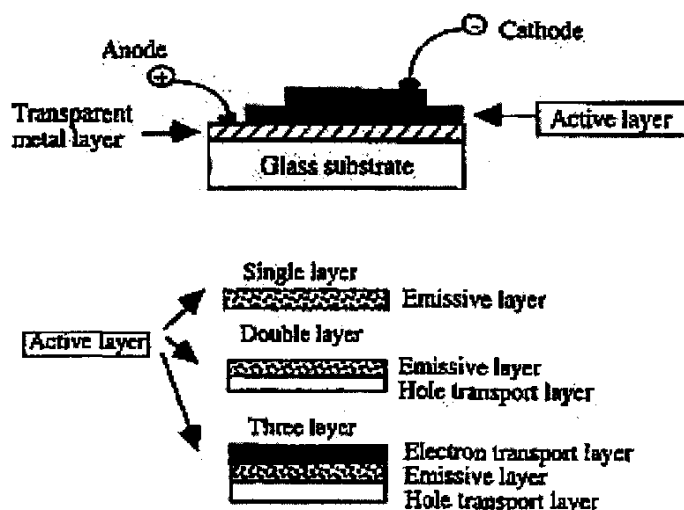 Anode
+
-
Cathode
Transparent
metal layer
Active layer
Glass substrate
Single layer
Emissive layer
Active layer
Double layer
Emissive layer
Hole transport layer
Three layer
Electron transport layer
Emissive layer
Hole transport layer